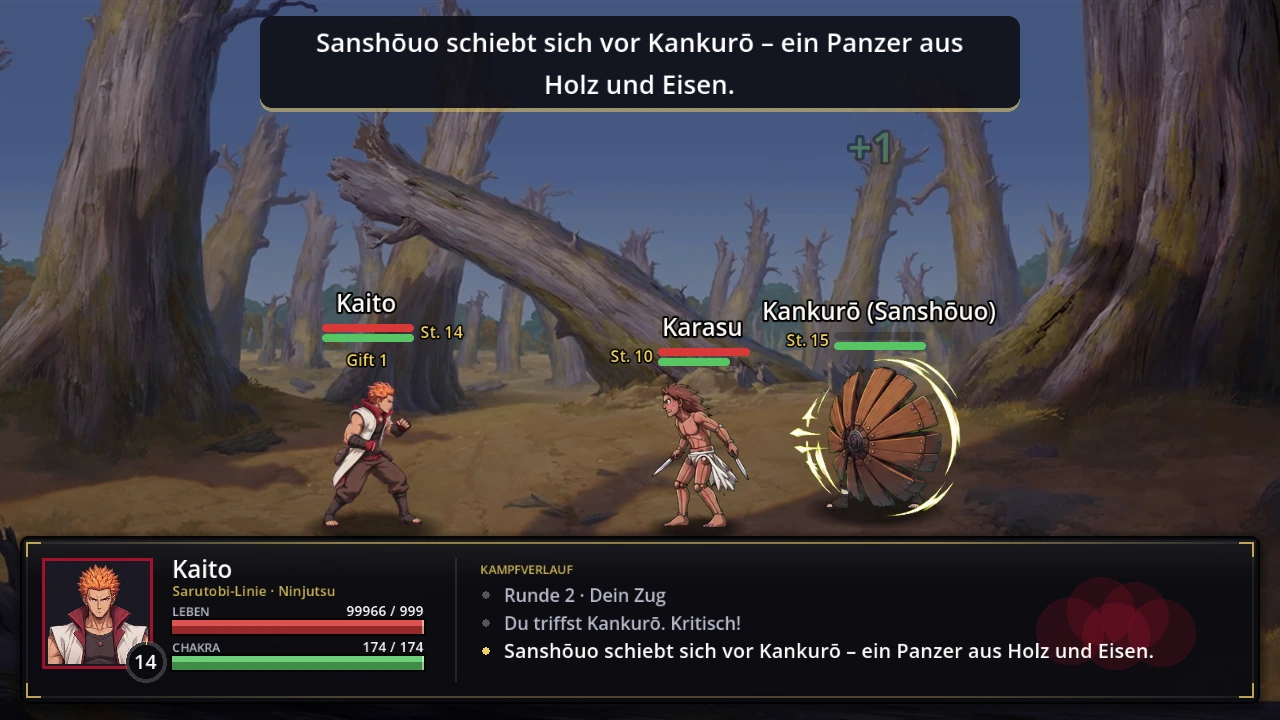 Sanshōuo schiebt sich vor Kankurō – ein Panzer aus
Holz und Eisen.
+1
Kaito
St. 14
Gift 1
Karasu
St. 10
Kankurō (Sanshōuo)
St. 15
Kaito
Sarutobi-Linie · Ninjutsu
LEBEN 99966 / 999
CHAKRA 174 / 174
14
KAMPFVERLAUF
Runde 2 · Dein Zug
Du triffst Kankurō. Kritisch!
Sanshōuo schiebt sich vor Kankurō – ein Panzer aus Holz und Eisen.